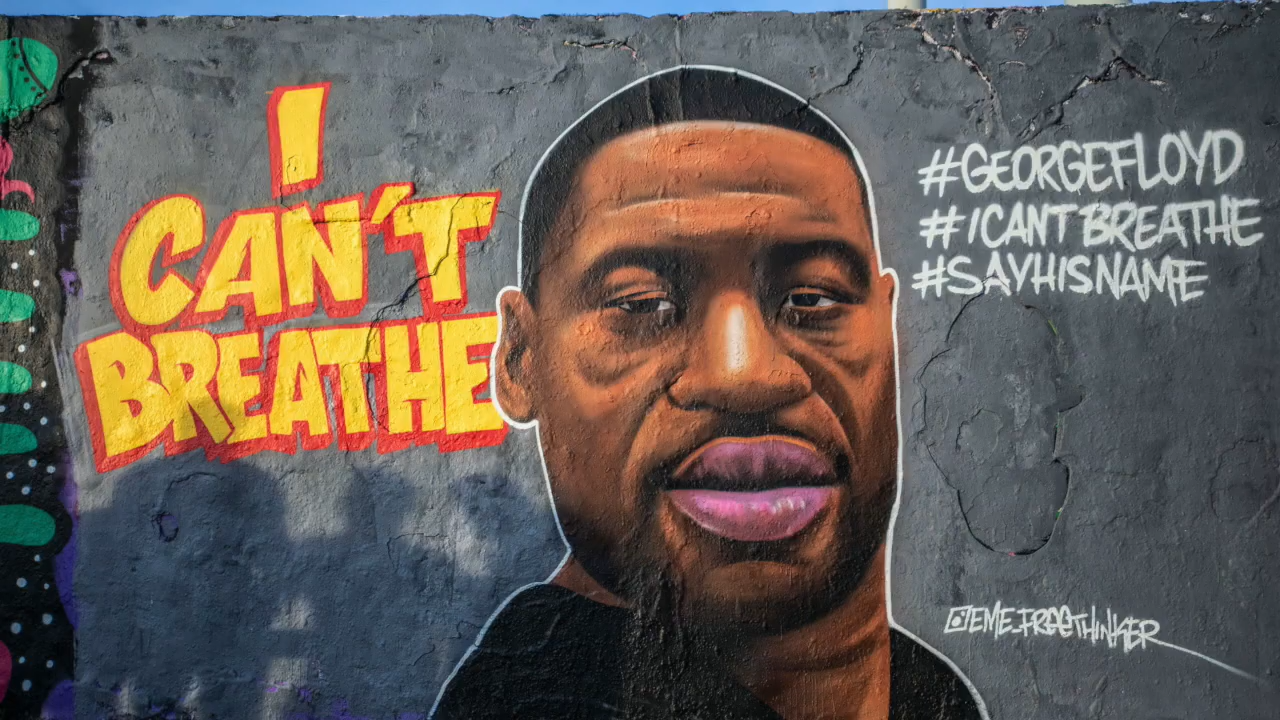 I
CAN'T
BREATHE
#GEORGEFLOYD
#ICANTBREATHE
#SAYHISNAME
EME_FREETHINKER